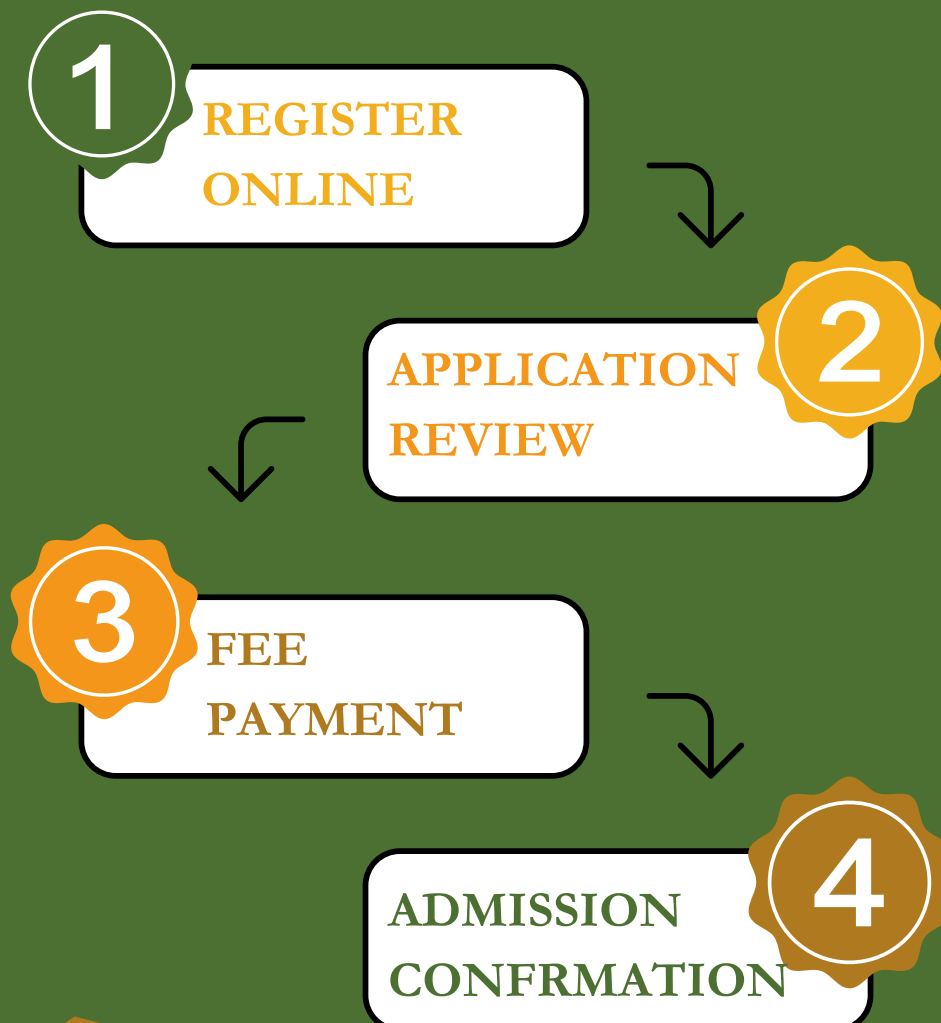 1
REGISTER
ONLINE
2
APPLICATION
REVIEW
3
FEE
PAYMENT
4
ADMISSION
CONFRMATION